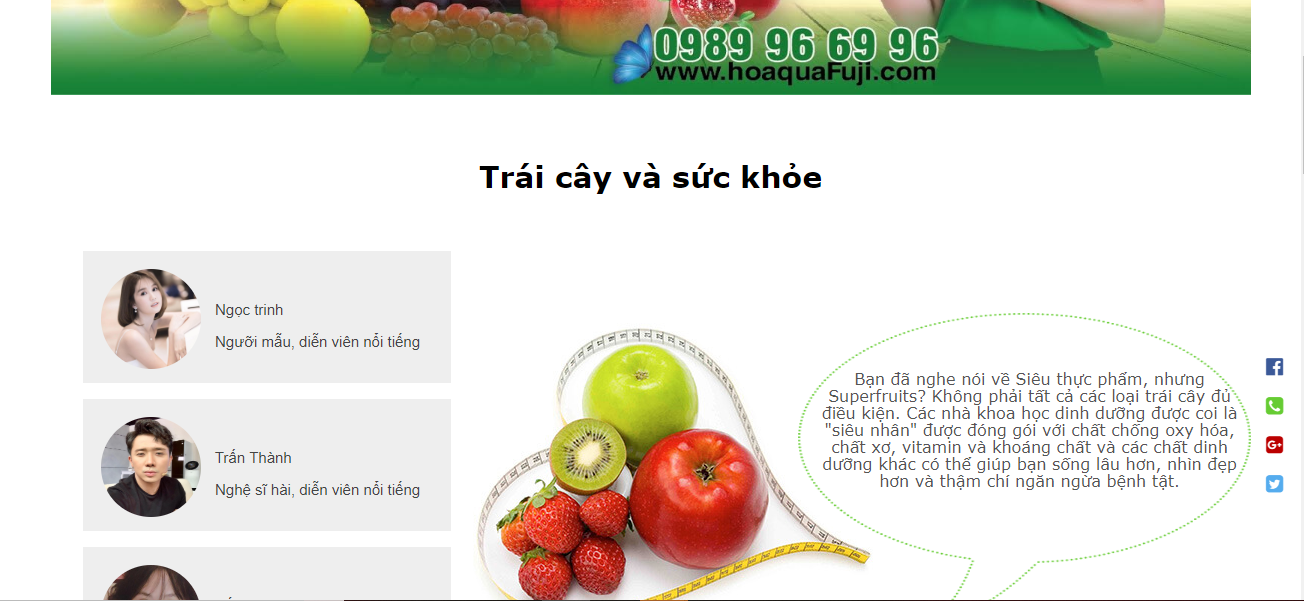 0989 96 69 96
www.hoaquaFuji.com
Trái cây và sức khỏe
Ngọc trinh
Người mẫu, diễn viên nổi tiếng
Trấn Thành
Nghệ sĩ hài, diễn viên nổi tiếng
Bạn đã nghe nói về Siêu thực phẩm, nhưng
Superfruits? Không phải tất cả các loại trái cây đủ
điều kiện. Các nhà khoa học dinh dưỡng được coi là
"siêu nhân" được đóng gói với chất chống oxy hóa,
chất xơ, vitamin và khoáng chất và các chất dinh
dưỡng khác có thể giúp bạn sống lâu hơn, nhìn đẹp
hơn và thậm chí ngăn ngừa bệnh tật.